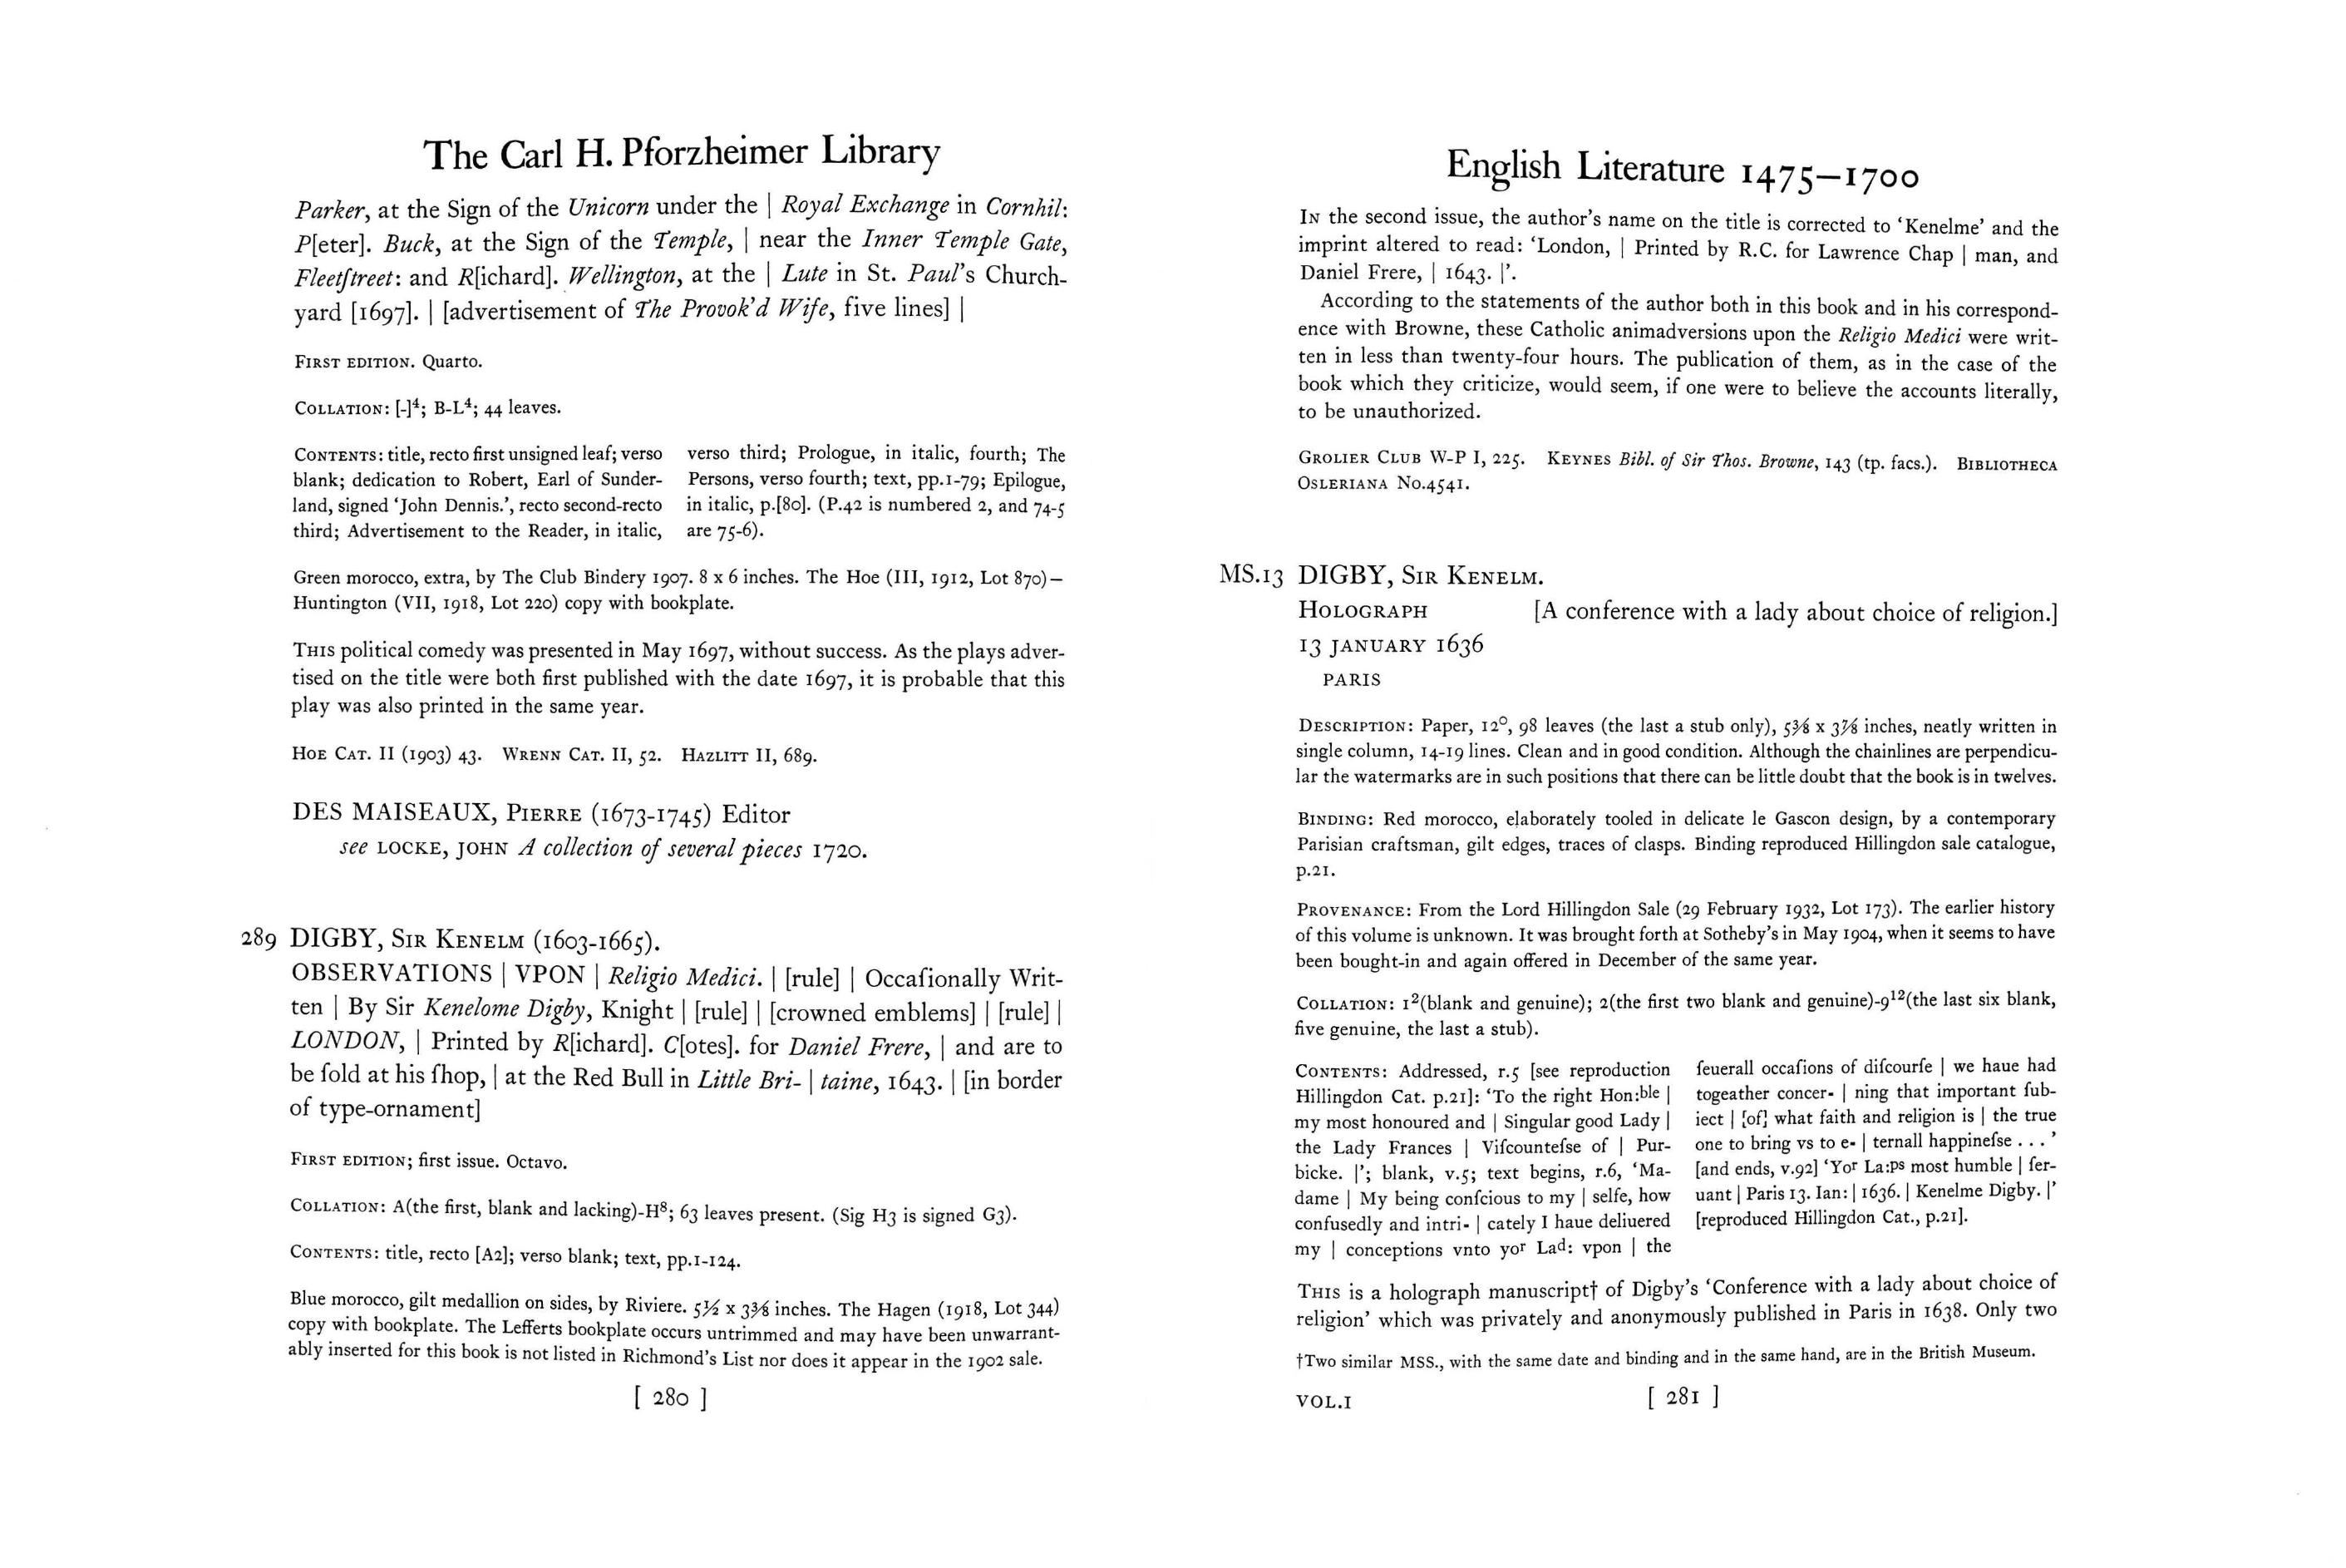 The Carl H. Pforzheimer Library
Parker, at the Sign of the Unicorn under the | Royal Exchange in Cornhil:
P[eter]. Buck, at the Sign of the Temple, | near the Inner Temple Gate,
Fleetſtreet: and R[ichard]. Wellington, at the | Lute in St. Paul's Church-
yard [1697]. | [advertisement of The Provok'd Wife, five lines] |
FIRST EDITION. Quarto.
COLLATION: [-]⁴; B-L⁴; 44 leaves.
CONTENTS: title, recto first unsigned leaf; verso
blank; dedication to Robert, Earl of Sunder-
land, signed 'John Dennis.', recto second-recto
third; Advertisement to the Reader, in italic,
verso third; Prologue, in italic, fourth; The
Persons, verso fourth; text, pp.1-79; Epilogue,
in italic, p.[80]. (P.42 is numbered 2, and 74-5
are 75-6).
Green morocco, extra, by The Club Bindery 1907. 8 x 6 inches. The Hoe (III, 1912, Lot 870)—
Huntington (VII, 1918, Lot 220) copy with bookplate.
THIS political comedy was presented in May 1697, without success. As the plays adver-
tised on the title were both first published with the date 1697, it is probable that this
play was also printed in the same year.
HOE CAT. II (1903) 43. WRENN CAT. II, 52. HAZLITT II, 689.
DES MAISEAUX, PIERRE (1673-1745) Editor
see LOCKE, JOHN A collection of several pieces 1720.
289 DIGBY, SIR KENELM (1603-1665).
OBSERVATIONS | VPON | Religio Medici. | [rule] | Occaſionally Writ-
ten | By Sir Kenelome Digby, Knight | [rule] | [crowned emblems] | [rule] |
LONDON, | Printed by R[ichard]. C[otes]. for Daniel Frere, | and are to
be ſold at his ſhop, | at the Red Bull in Little Bri- | taine, 1643. | [in border
of type-ornament]
FIRST EDITION; first issue. Octavo.
COLLATION: A(the first, blank and lacking)-H⁸; 63 leaves present. (Sig H3 is signed G3).
CONTENTS: title, recto [A2]; verso blank; text, pp.1-124.
Blue morocco, gilt medallion on sides, by Riviere. 5½ x 3⅜ inches. The Hagen (1918, Lot 344)
copy with bookplate. The Lefferts bookplate occurs untrimmed and may have been unwarrant-
ably inserted for this book is not listed in Richmond's List nor does it appear in the 1902 sale.
[ 280 ]
English Literature 1475—1700
IN the second issue, the author's name on the title is corrected to 'Kenelme' and the
imprint altered to read: 'London, | Printed by R.C. for Lawrence Chap | man, and
Daniel Frere, | 1643. |'.
According to the statements of the author both in this book and in his correspond-
ence with Browne, these Catholic animadversions upon the Religio Medici were writ-
ten in less than twenty-four hours. The publication of them, as in the case of the
book which they criticize, would seem, if one were to believe the accounts literally,
to be unauthorized.
GROLIER CLUB W-P I, 225. KEYNES Bibl. of Sir Thos. Browne, 143 (tp. facs.). BIBLIOTHECA
OSLERIANA No.4541.
MS.13 DIGBY, SIR KENELM.
HOLOGRAPH [A conference with a lady about choice of religion.]
13 JANUARY 1636
PARIS
DESCRIPTION: Paper, 12⁰, 98 leaves (the last a stub only), 5⅜ x 3⅞ inches, neatly written in
single column, 14-19 lines. Clean and in good condition. Although the chainlines are perpendicu-
lar the watermarks are in such positions that there can be little doubt that the book is in twelves.
BINDING: Red morocco, elaborately tooled in delicate le Gascon design, by a contemporary
Parisian craftsman, gilt edges, traces of clasps. Binding reproduced Hillingdon sale catalogue,
p.21.
PROVENANCE: From the Lord Hillingdon Sale (29 February 1932, Lot 173). The earlier history
of this volume is unknown. It was brought forth at Sotheby's in May 1904, when it seems to have
been bought-in and again offered in December of the same year.
COLLATION: 1²(blank and genuine); 2(the first two blank and genuine)-9¹²(the last six blank,
five genuine, the last a stub).
CONTENTS: Addressed, r.5 [see reproduction
Hillingdon Cat. p.21]: 'To the right Hon:ble |
my most honoured and | Singular good Lady |
the Lady Frances | Viſcounteſse of | Pur-
bicke. |'; blank, v.5; text begins, r.6, 'Ma-
dame | My being conſcious to my | selfe, how
confusedly and intri- | cately I haue deliuered
my | conceptions vnto yor Lad: vpon | the
ſeuerall occaſions of diſcourſe | we haue had
togeather concer- | ning that important ſub-
iect | [of] what faith and religion is | the true
one to bring vs to e- | ternall happineſse . . . '
[and ends, v.92] 'Yor La:ps most humble | ſer-
uant | Paris 13. Ian: | 1636. | Kenelme Digby. |'
[reproduced Hillingdon Cat., p.21].
THIS is a holograph manuscript† of Digby's 'Conference with a lady about choice of
religion' which was privately and anonymously published in Paris in 1638. Only two
†Two similar MSS., with the same date and binding and in the same hand, are in the British Museum.
VOL.I [ 281 ]